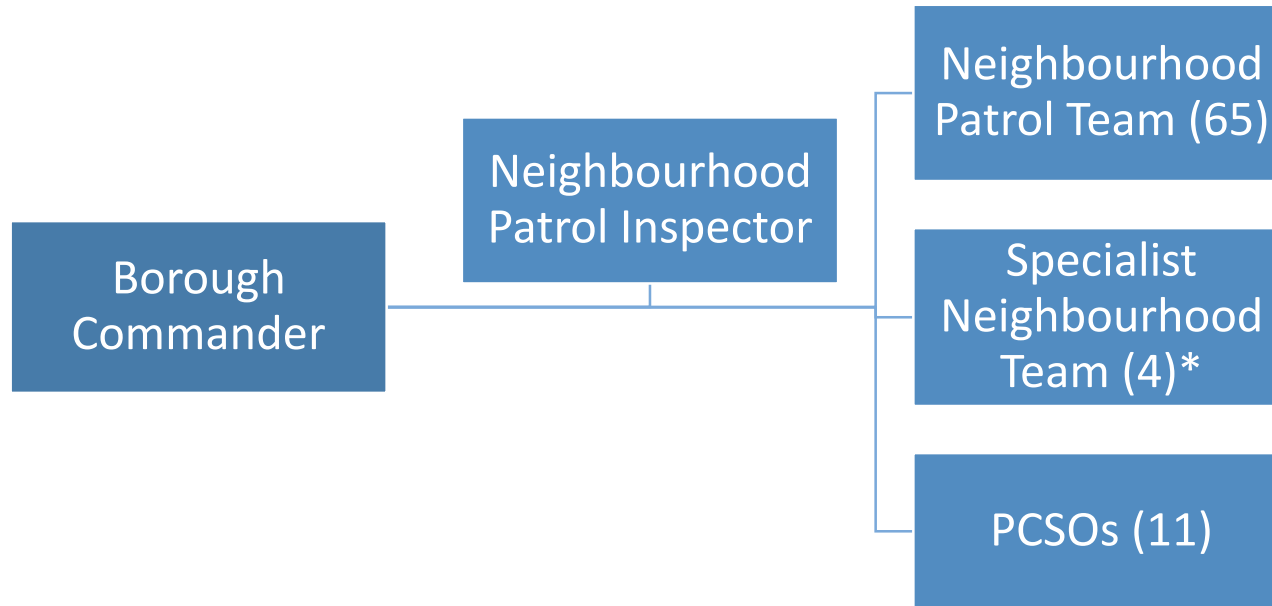 Borough
Commander
Neighbourhood
Patrol Inspector
Neighbourhood
Patrol Team (65)
Specialist
Neighbourhood
Team (4)*
PCSOs (11)